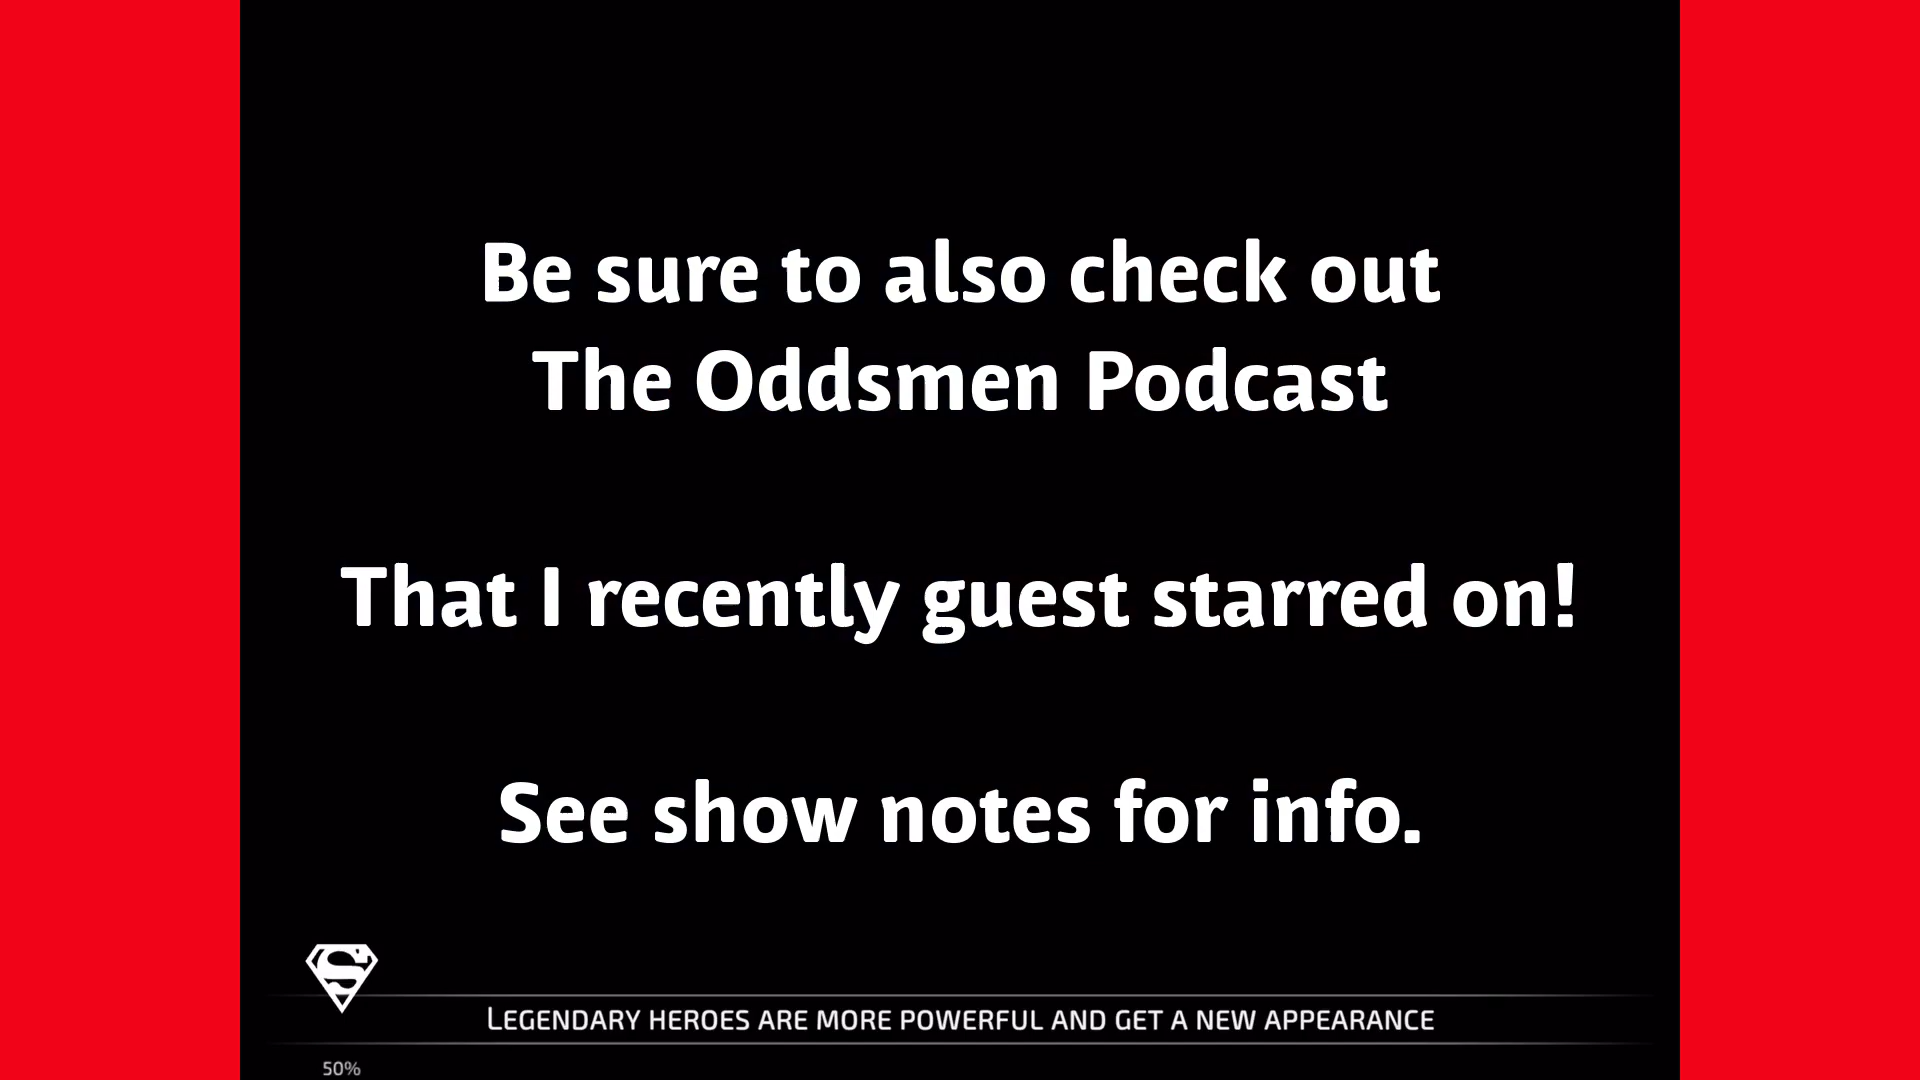 Be sure to also check out
The Oddsmen Podcast
That I recently guest starred on!
See show notes for info.
S
LEGENDARY HEROES ARE MORE POWERFUL AND GET A NEW APPEARANCE
50%